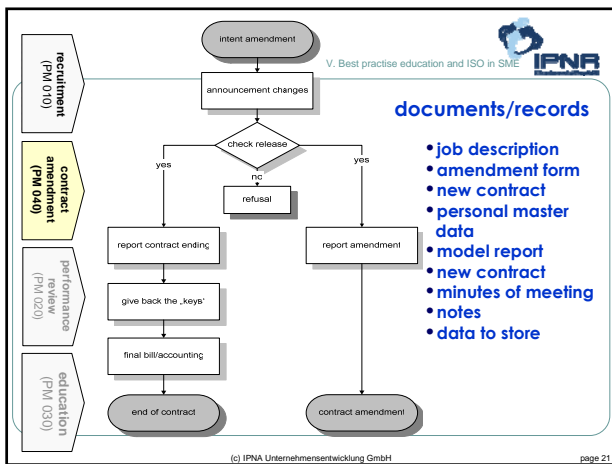 V. Best practise education and ISO in SME
IPNA
recruitment
(PM 010)
contract
amendment
(PM 040)
performance
review
(PM 020)
education
(PM 030)
intent amendment
announcement changes
check release
yes
no
yes
refusal
report contract ending
report amendment
give back the „keys“
final bill/accounting
end of contract
contract amendment
documents/records
• job description
• amendment form
• new contract
• personal master
data
• model report
• new contract
• minutes of meeting
• notes
• data to store
(c) IPNA Unternehmensentwicklung GmbH
page 21